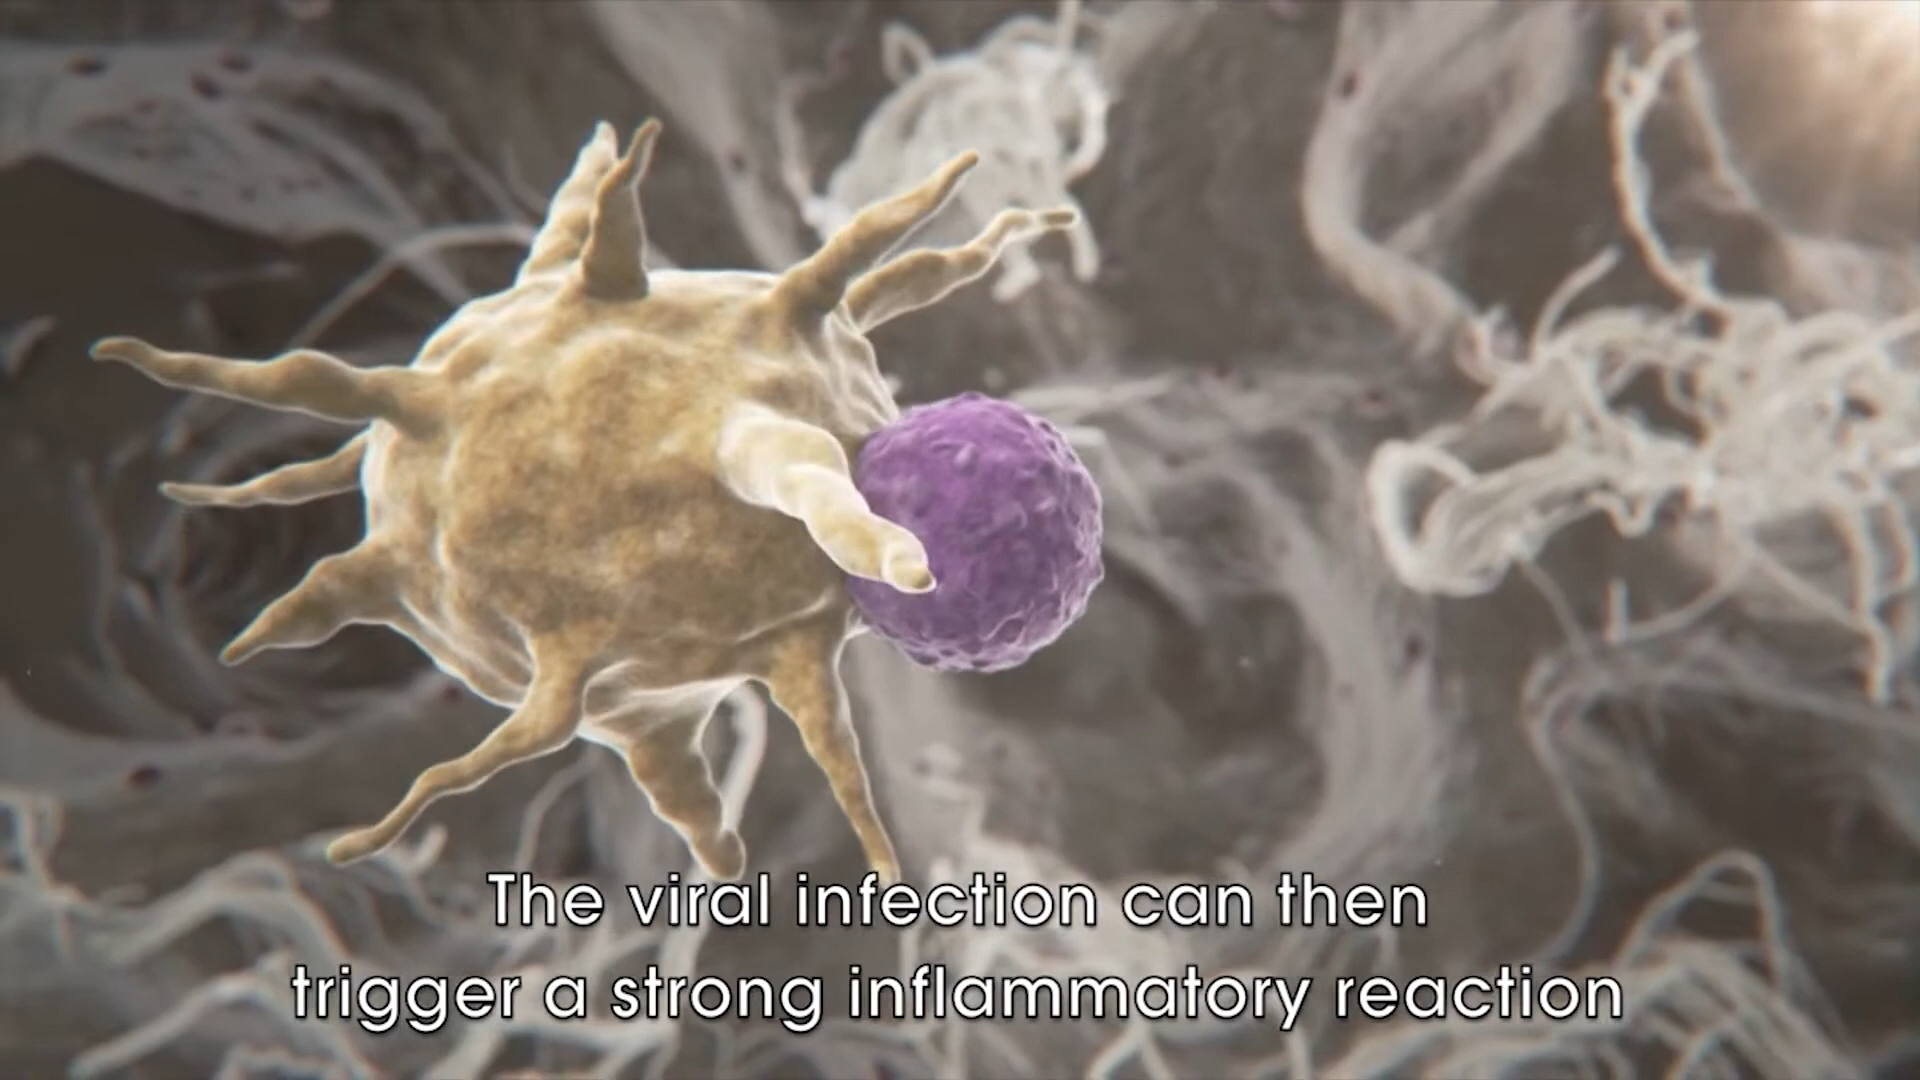 The viral infection can then
trigger a strong inflammatory reaction